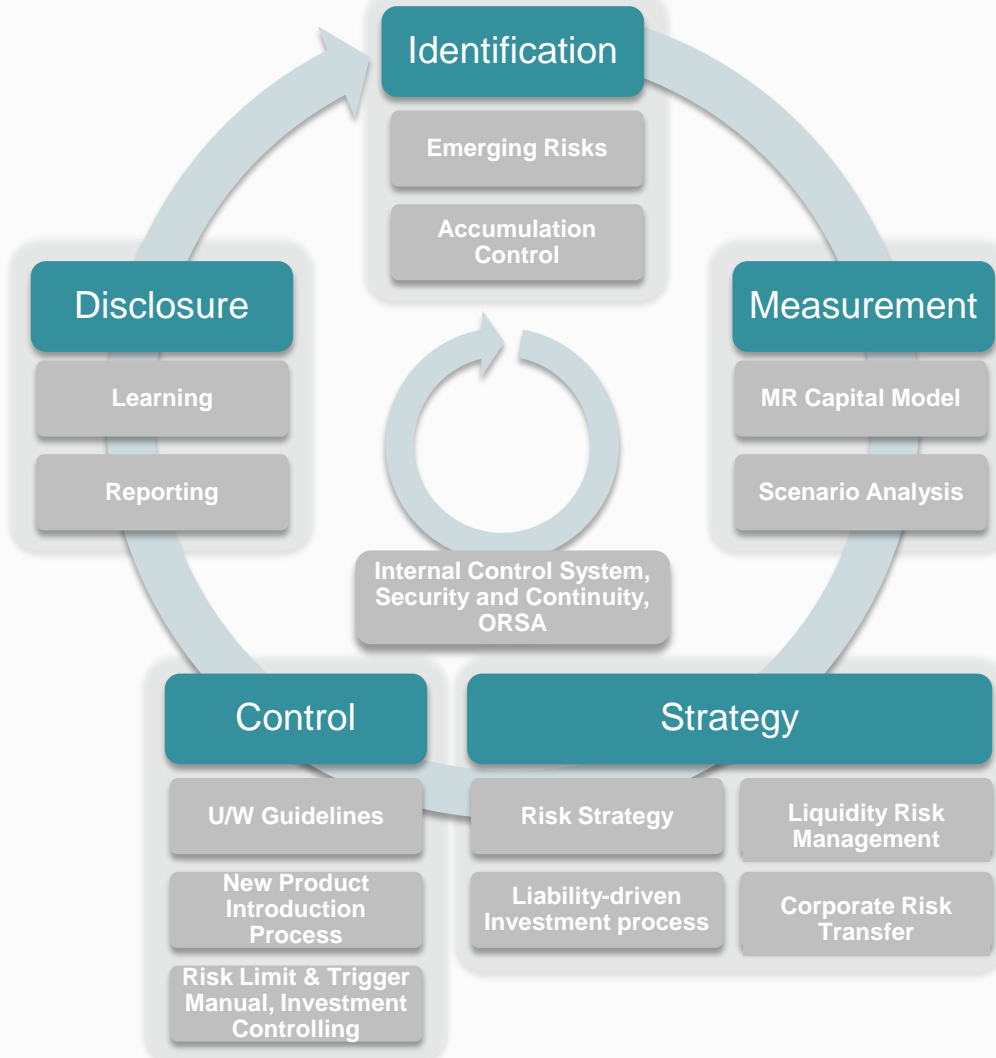 Identification
Emerging Risks
Accumulation
Control
Disclosure
Learning
Reporting
Measurement
MR Capital Model
Scenario Analysis
Internal Control System,
Security and Continuity,
ORSA
Control
U/W Guidelines
New Product
Introduction
Process
Risk Limit & Trigger
Manual, Investment
Controlling
Strategy
Risk Strategy
Liability-driven
Investment process
Liquidity Risk
Management
Corporate Risk
Transfer